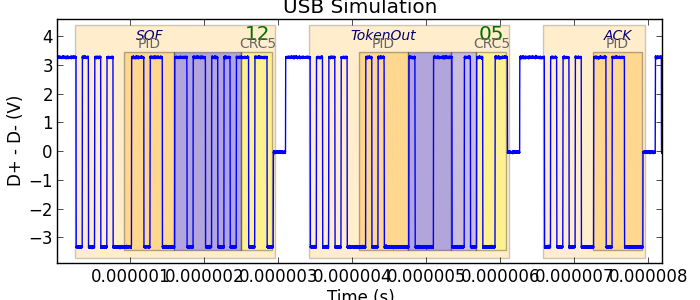 USB Simulation
SOF 12 TokenOut 05 ACK
PID CRC5 PID CRC5 PID
D+ - D- (V)
4
3
2
1
0
−1
−2
−3
0.000001 0.000002 0.000003 0.000004 0.000005 0.000006 0.000007 0.000008
Time (s)